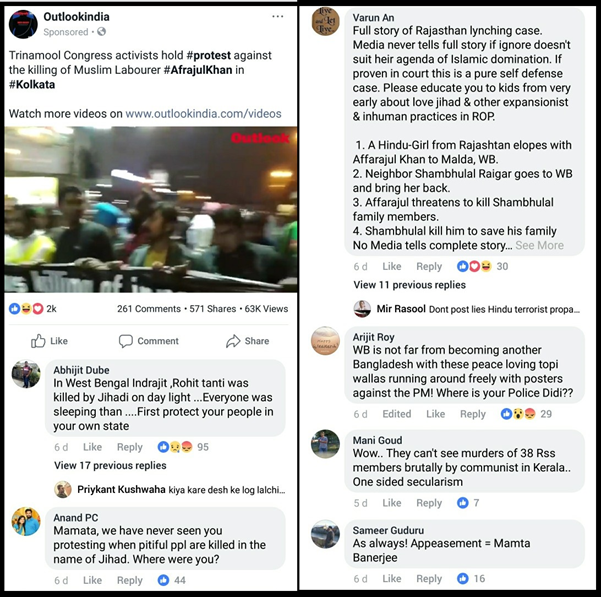 Outlookindia
Sponsored •
Trinamool Congress activists hold #protest against
the killing of Muslim Labourer #AfrajulKhan in
#Kolkata
Watch more videos on www.outlookindia.com/videos
Outlook
2k
261 Comments • 571 Shares • 63K Views
Like
Comment
Share
Abhijit Dube
In West Bengal Indrajit ,Rohit tanti was
killed by Jihadi on day light ...Everyone was
sleeping than ....First protect your people in
your own state
6 d Like Reply 95
View 17 previous replies
Priykant Kushwaha kiya kare desh ke log lalchi...
Anand PC
Mamata, we have never seen you
protesting when pitiful ppl are killed in the
name of Jihad. Where were you?
6 d Like Reply 44
Varun An
Full story of Rajasthan lynching case.
Media never tells full story if ignore doesn't
suit heir agenda of Islamic domination. If
proven in court this is a pure self defense
case. Please educate you to kids from very
early about love jihad & other expansionist
& inhuman practices in ROP.
1. A Hindu-Girl from Rajashtan elopes with
Affarajul Khan to Malda, WB.
2. Neighbor Shambhulal Raigar goes to WB
and bring her back.
3. Affarajul threatens to kill Shambhulal
family members.
4. Shambhulal kill him to save his family
No Media tells complete story... See More
6 d Like Reply 30
View 11 previous replies
Mir Rasool Dont post lies Hindu terrorist propa...
Arijit Roy
WB is not far from becoming another
Bangladesh with these peace loving topi
wallas running around freely with posters
against the PM! Where is your Police Didi??
6 d Edited Like Reply 29
Mani Goud
Wow.. They can't see murders of 38 Rss
members brutally by communist in Kerala..
One sided secularism
5 d Like Reply 7
Sameer Guduru
As always! Appeasement = Mamta
Banerjee
6 d Like Reply 16